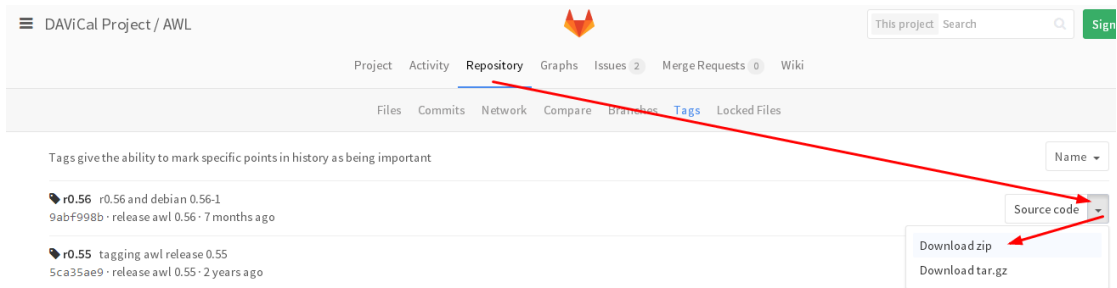 DAViCal Project / AWL
This project Search
Sign
Project Activity Repository Graphs Issues 2 Merge Requests 0 Wiki
Files Commits Network Compare Branches Tags Locked Files
Tags give the ability to mark specific points in history as being important
Name
r0.56 r0.56 and debian 0.56-1
9abf998b · release awl 0.56 · 7 months ago
Source code
r0.55 tagging awl release 0.55
5ca35ae9 · release awl 0.55 · 2 years ago
Download zip
Download tar.gz